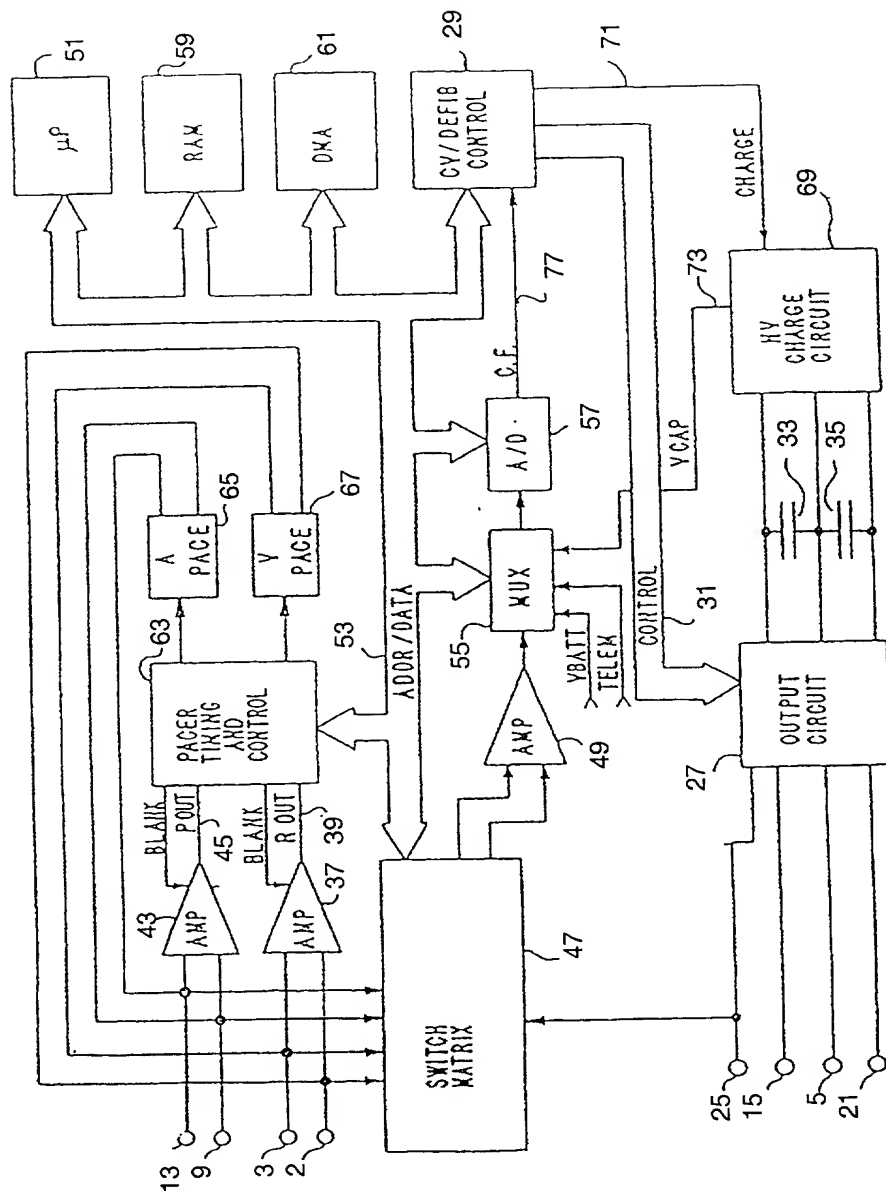 51
μP
59
RAM
61
DMA
29
CV/DEFIB
CONTROL
71
CHARGE
69
HV
CHARGE
CIRCUIT
73
VCAP
77
C.F.
A/D
57
33
35
65
A
PACE
67
V
PACE
63
PACER
TIMING
AND
CONTROL
53
ADDR/DATA
55
MUX
VBATT
TELEM
CONTROL
31
BLANK
POUT
45
BLANK
R OUT
39
43
AMP
37
AMP
AMP
49
47
SWITCH
MATRIX
27
OUTPUT
CIRCUIT
13
9
3
2
25
15
5
21